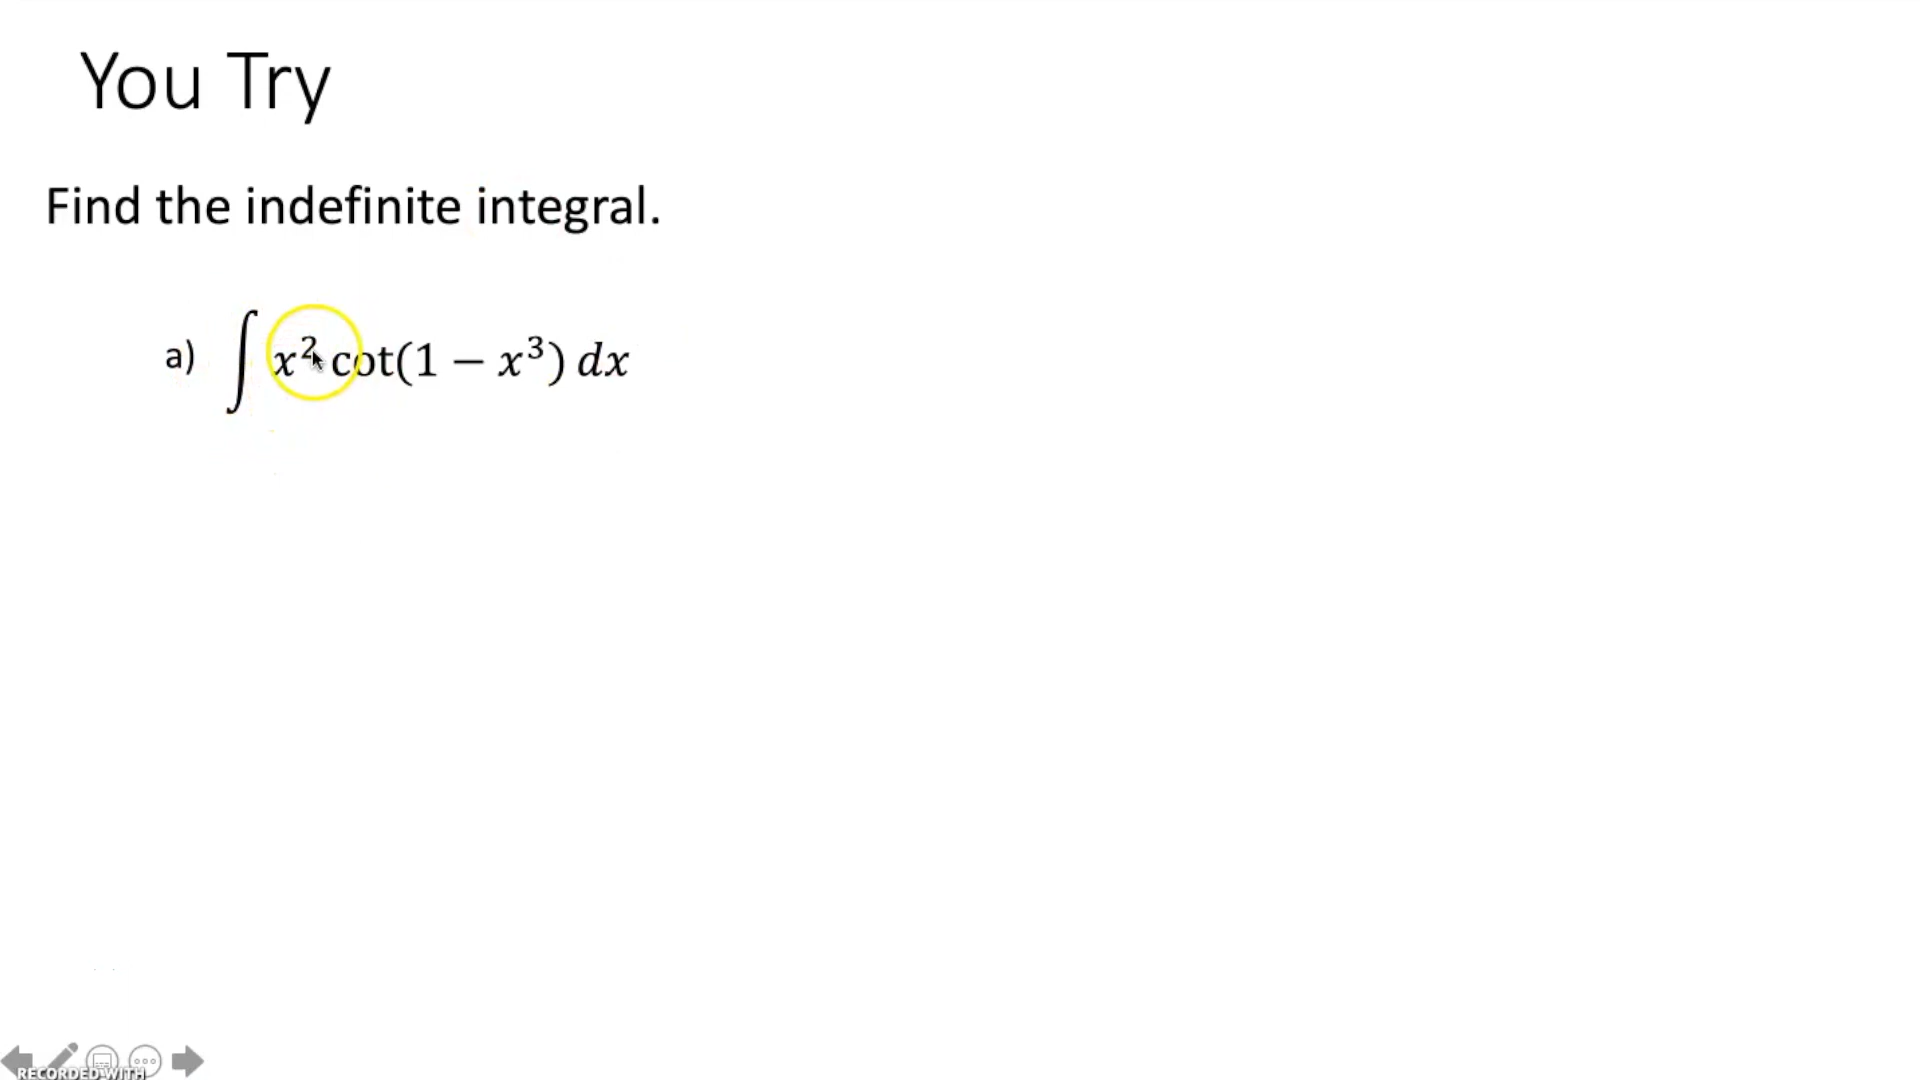 You Try
Find the indefinite integral.
a) ∫ x² cot(1 − x³) dx
RECORDED WITH